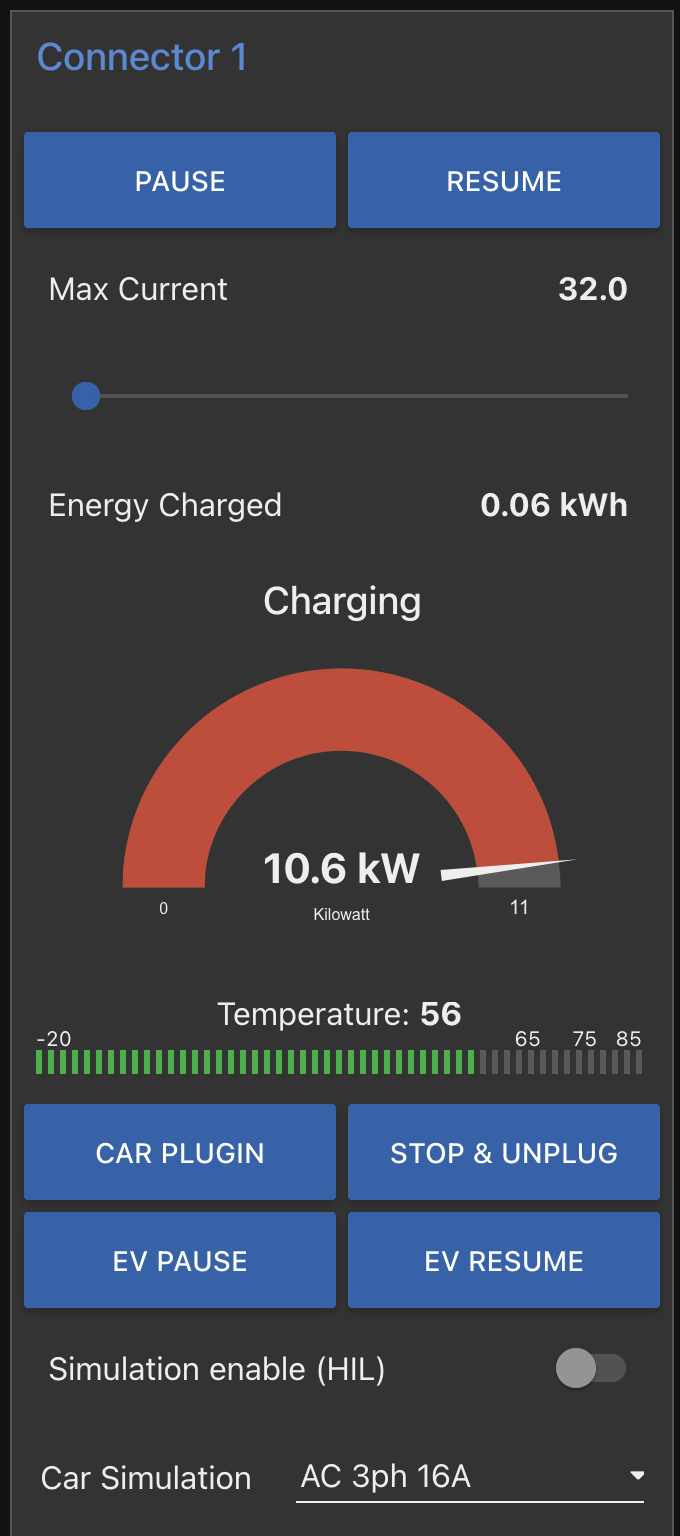 Connector 1
PAUSE RESUME
Max Current 32.0
Energy Charged 0.06 kWh
Charging
10.6 kW
0 Kilowatt 11
Temperature: 56
-20 65 75 85
CAR PLUGIN STOP & UNPLUG
EV PAUSE EV RESUME
Simulation enable (HIL)
Car Simulation AC 3ph 16A